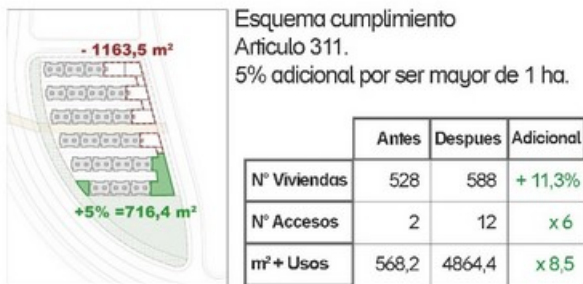 - 1163,5 m²
+5% =716,4 m²
Esquema cumplimiento
Articulo 311.
5% adicional por ser mayor de 1 ha.
Antes Despues Adicional
N° Viviendas 528 588 + 11,3%
N° Accesos 2 12 x 6
m² + Usos 568,2 4864,4 x 8,5